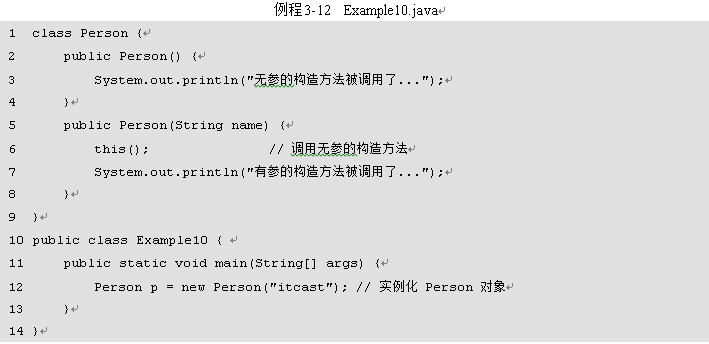 例程3-12 Example10.java
1 class Person {
2     public Person() {
3         System.out.println("无参的构造方法被调用了...");
4     }
5     public Person(String name) {
6         this();               // 调用无参的构造方法
7         System.out.println("有参的构造方法被调用了...");
8     }
9 }
10 public class Example10 {
11     public static void main(String[] args) {
12         Person p = new Person("itcast"); // 实例化 Person 对象
13     }
14 }